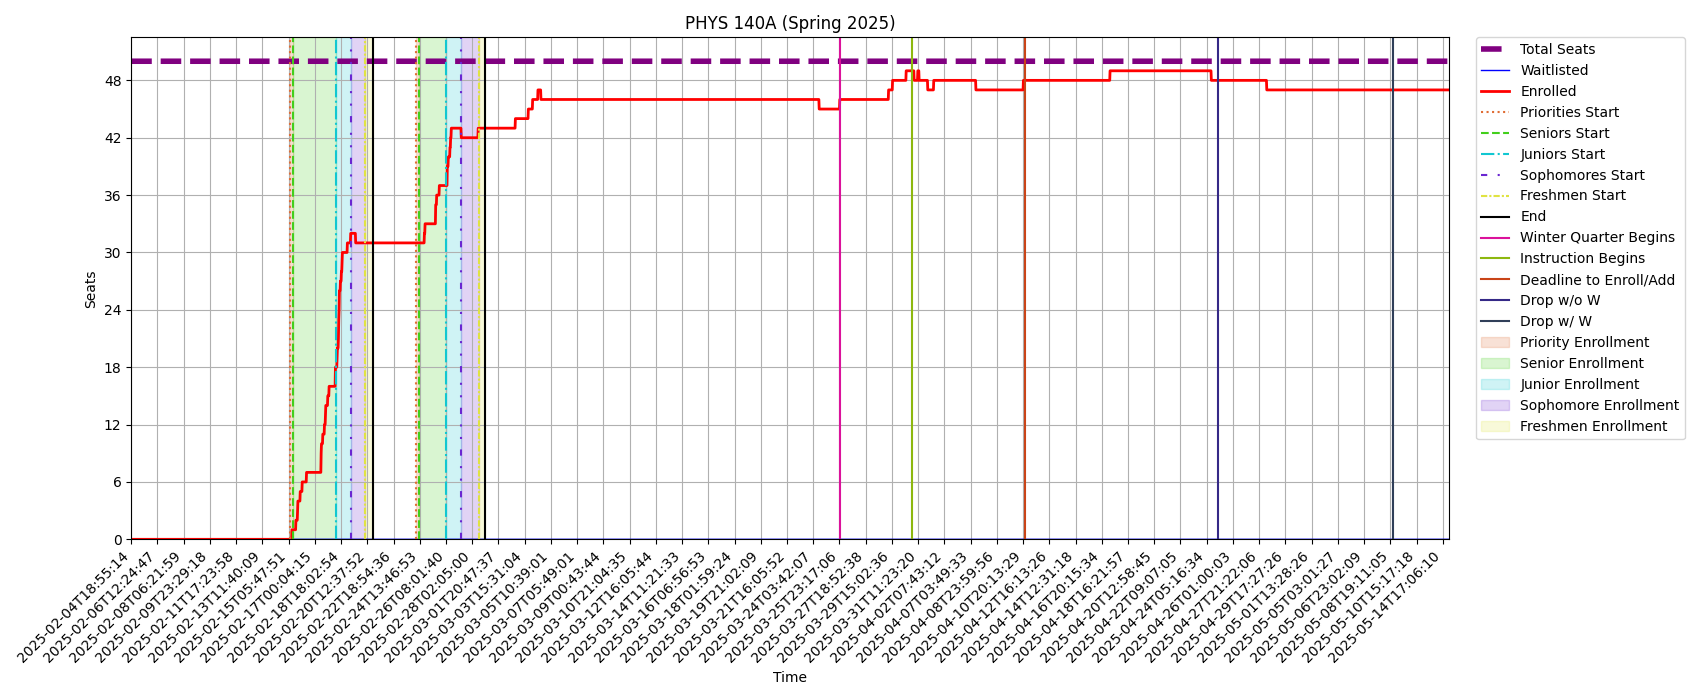 PHYS 140A (Spring 2025)
Seats
48
42
36
30
24
18
12
6
0
2025-02-04T18:55:14
2025-02-06T12:24:47
2025-02-08T06:21:59
2025-02-09T23:29:18
2025-02-11T17:23:58
2025-02-13T11:40:09
2025-02-15T05:47:51
2025-02-17T00:04:15
2025-02-18T18:02:54
2025-02-20T12:37:52
2025-02-22T18:54:36
2025-02-24T13:46:53
2025-02-26T08:01:40
2025-02-28T02:05:00
2025-03-01T20:47:37
2025-03-03T15:31:04
2025-03-05T10:39:01
2025-03-07T05:49:01
2025-03-09T00:43:44
2025-03-10T21:04:35
2025-03-12T16:05:44
2025-03-14T11:21:33
2025-03-16T06:56:53
2025-03-18T01:59:24
2025-03-19T21:02:09
2025-03-21T16:05:52
2025-03-24T03:42:07
2025-03-25T23:17:06
2025-03-27T18:52:38
2025-03-29T15:02:36
2025-03-31T11:23:20
2025-04-02T07:43:12
2025-04-07T03:49:33
2025-04-08T23:59:56
2025-04-10T20:13:29
2025-04-12T16:13:26
2025-04-14T12:31:18
2025-04-16T20:15:34
2025-04-18T16:21:57
2025-04-20T12:58:45
2025-04-22T09:07:05
2025-04-24T05:16:34
2025-04-26T01:00:03
2025-04-27T21:22:06
2025-04-29T17:27:26
2025-05-01T13:28:26
2025-05-05T03:01:27
2025-05-06T23:02:09
2025-05-08T19:11:05
2025-05-10T15:17:18
2025-05-14T17:06:10
Time
Total Seats
Waitlisted
Enrolled
Priorities Start
Seniors Start
Juniors Start
Sophomores Start
Freshmen Start
End
Winter Quarter Begins
Instruction Begins
Deadline to Enroll/Add
Drop w/o W
Drop w/ W
Priority Enrollment
Senior Enrollment
Junior Enrollment
Sophomore Enrollment
Freshmen Enrollment